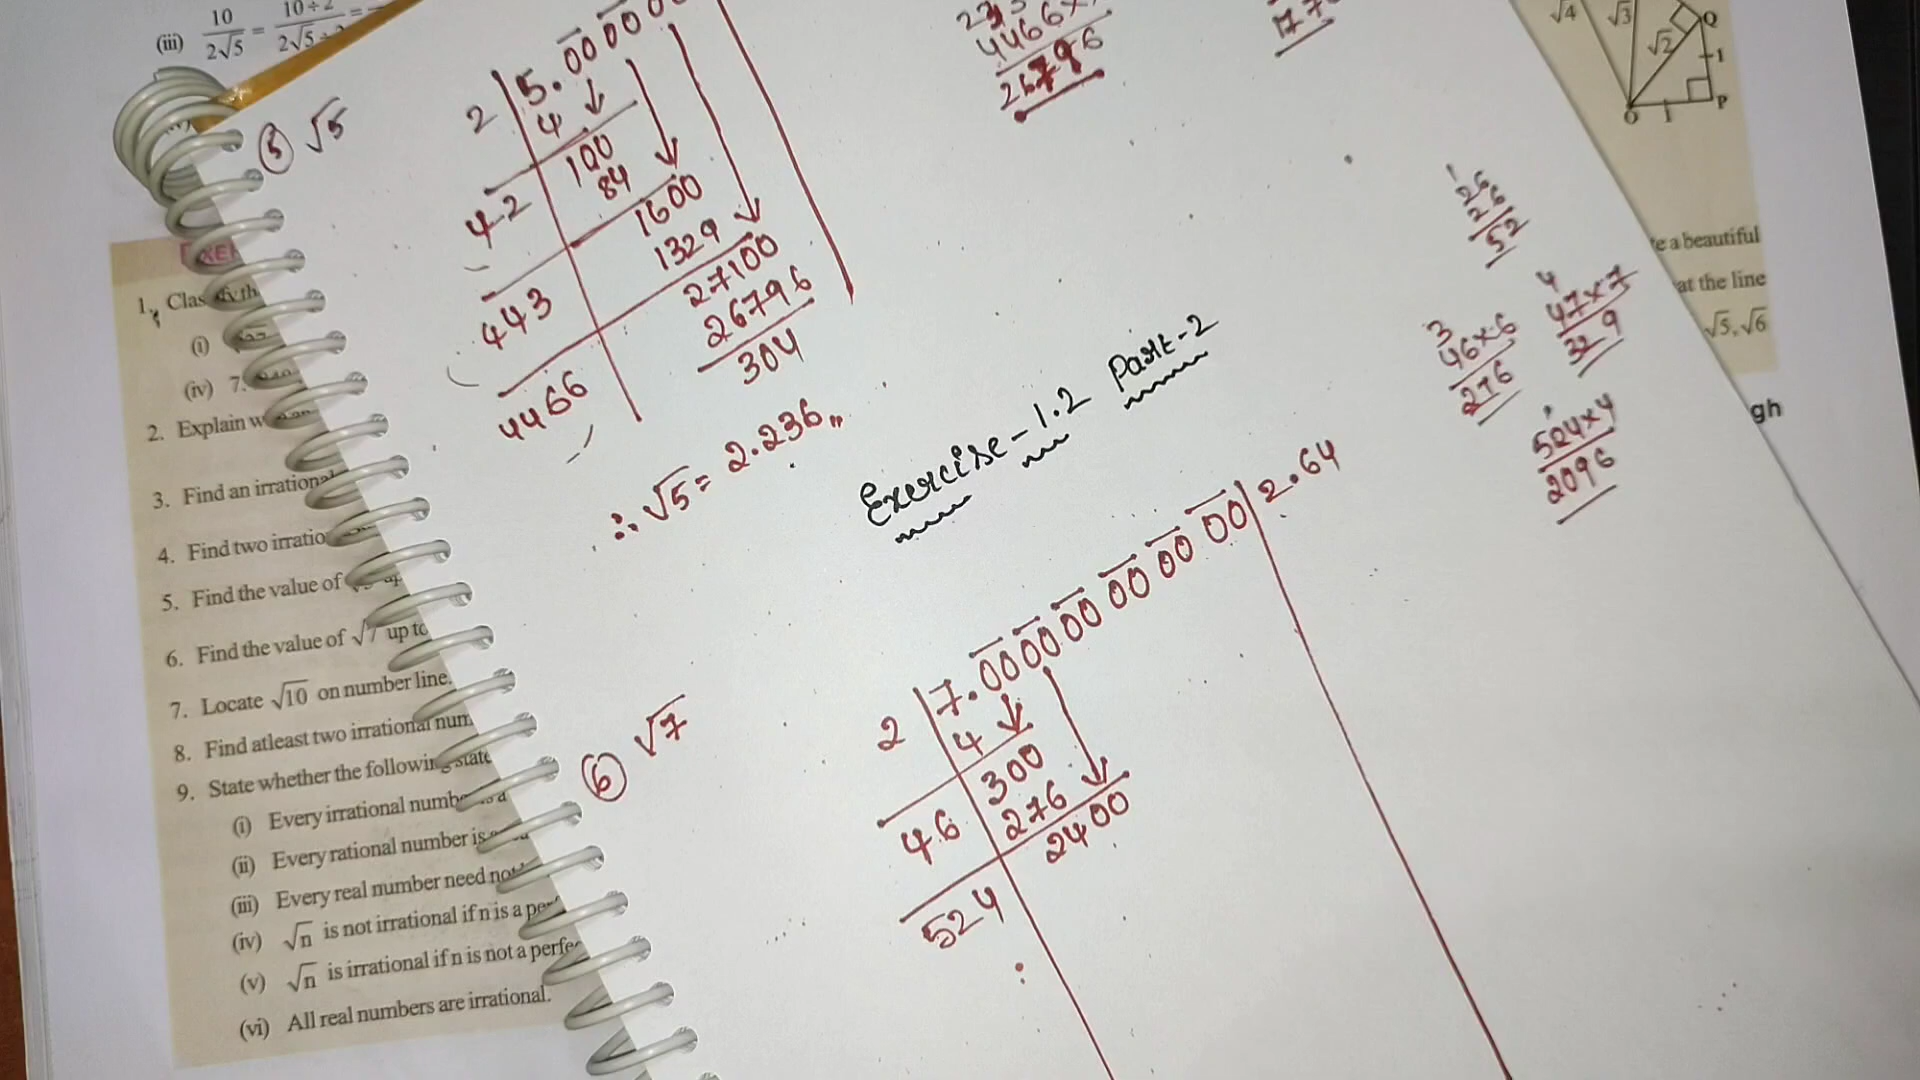 (iii) 10/2√5 = 10÷2/2√5
⑤ √5
2 5.00 00 00
4
42 100
84
1600
443 1329
27100
4466 26796
304
∴ √5 = 2.236,,
4466×
26796
Exercise-1.2 Part-2
⑥ √7
2 7.00 00 00 00 00 00 2.64
4
46 300
276
524 2400
26
26
52
46×6
276
47×7
329
524×4
2096
1.
(i)
(iv) 7.
2. Explain
3. Find an irrational
4. Find two
5. Find the value of
6. Find the value of √7 up to
7. Locate √10 on number line.
8. Find atleast two irrational num
9. State whether the following state
(i) Every irrational number
(ii) Every rational number is
(iii) Every real number need not
(iv) √n is not irrational if n is a
(v) √n is irrational if n is not a perfe
(vi) All real numbers are irrational.
√4 √3 √2 Q
1
O 1 P
a beautiful
at the line
√5, √6
gh